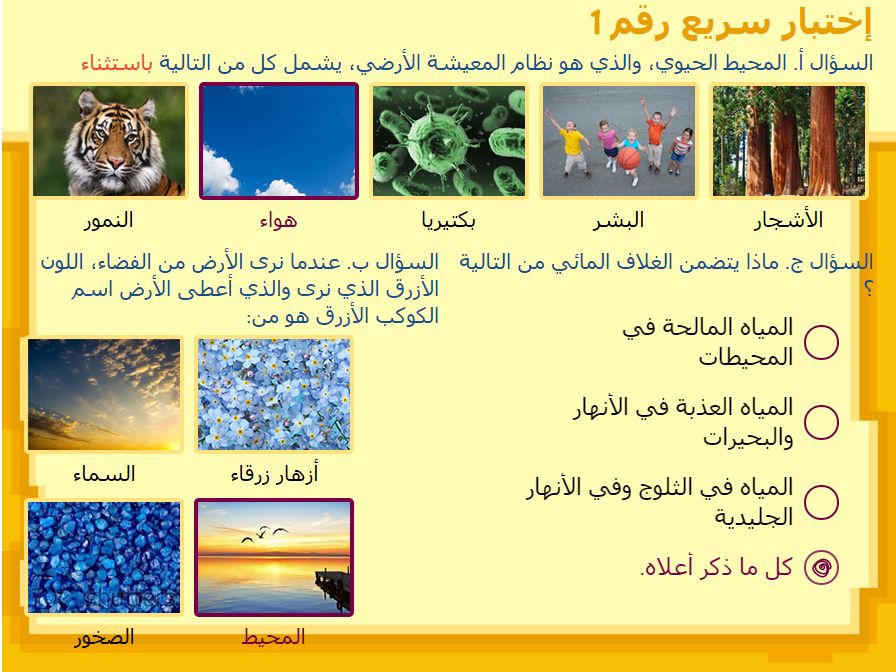 إختبار سريع رقم 1
السؤال أ. المحيط الحيوي، والذي هو نظام المعيشة الأرضي، يشمل كل من التالية باستثناء
الأشجار
البشر
بكتيريا
هواء
النمور
السؤال ج. ماذا يتضمن الغلاف المائي من التالية
؟
المياه المالحة في
المحيطات
المياه العذبة في الأنهار
والبحيرات
المياه في الثلوج وفي الأنهار
الجليدية
كل ما ذكر أعلاه.
السؤال ب. عندما نرى الأرض من الفضاء، اللون
الأزرق الذي نرى والذي أعطى الأرض اسم
الكوكب الأزرق هو من:
أزهار زرقاء
السماء
المحيط
الصخور